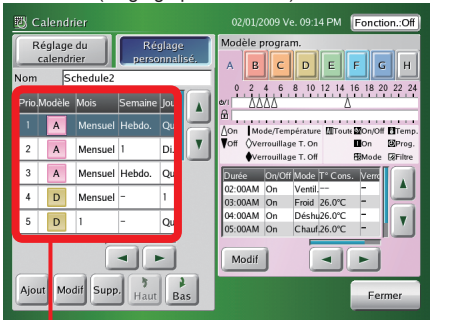 Calendrier
02/01/2009 Ve. 09:14 PM
Fonction.:Off
Réglage du calendrier
Réglage personnalisé.
Nom Schedule2
Prio. Modèle Mois Semaine Jou
1 A Mensuel Hebdo. Qu
2 A Mensuel 1 Di.
3 A Mensuel Hebdo. Qu
4 D Mensuel - 1
5 D 1 - Qu
Ajout Modif Supp. Haut Bas
Modèle program.
A B C D E F G H
0 2 4 6 8 10 12 14 16 18 20 22 24
On Mode/Température Toute On/Off Temp.
Off Verrouillage T. On On Prog.
Verrouillage T. Off Mode Filtre
Durée On/Off Mode T° Cons. Verro
02:00AM On Ventil. -- -
03:00AM On Froid 26.0°C -
04:00AM On Déshu 26.0°C -
05:00AM On Chauf. 26.0°C -
Modif
Fermer